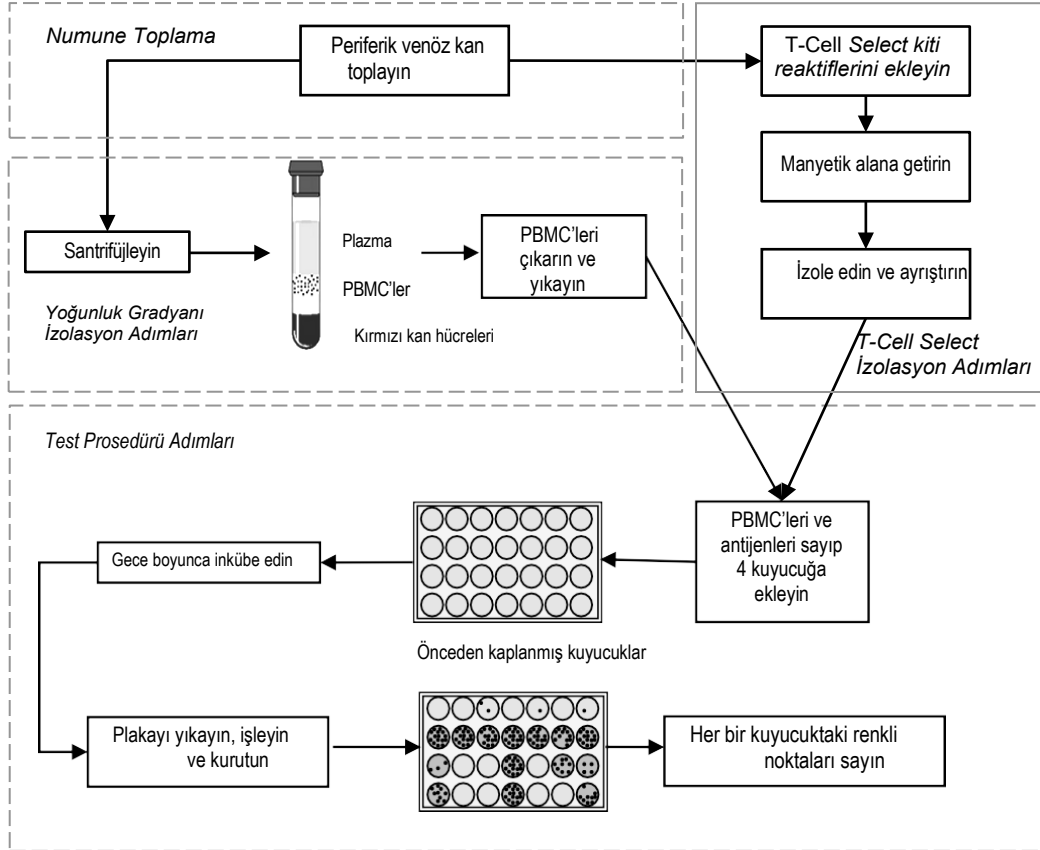 Numune Toplama
Periferik venöz kan
toplayın
T-Cell Select kiti
reaktiflerini ekleyin
Manyetik alana getirin
İzole edin ve ayrıştırın
T-Cell Select
İzolasyon Adımları
Santrifüjleyin
Plazma
PBMC'ler
Kırmızı kan hücreleri
PBMC'leri
çıkarın ve
yıkayın
Yoğunluk Gradyanı
İzolasyon Adımları
Test Prosedürü Adımları
PBMC'leri ve
antijenleri sayıp
4 kuyucuğa
ekleyin
Gece boyunca inkübe edin
Önceden kaplanmış kuyucuklar
Plakayı yıkayın, işleyin
ve kurutun
Her bir kuyucuktaki renkli
noktaları sayın